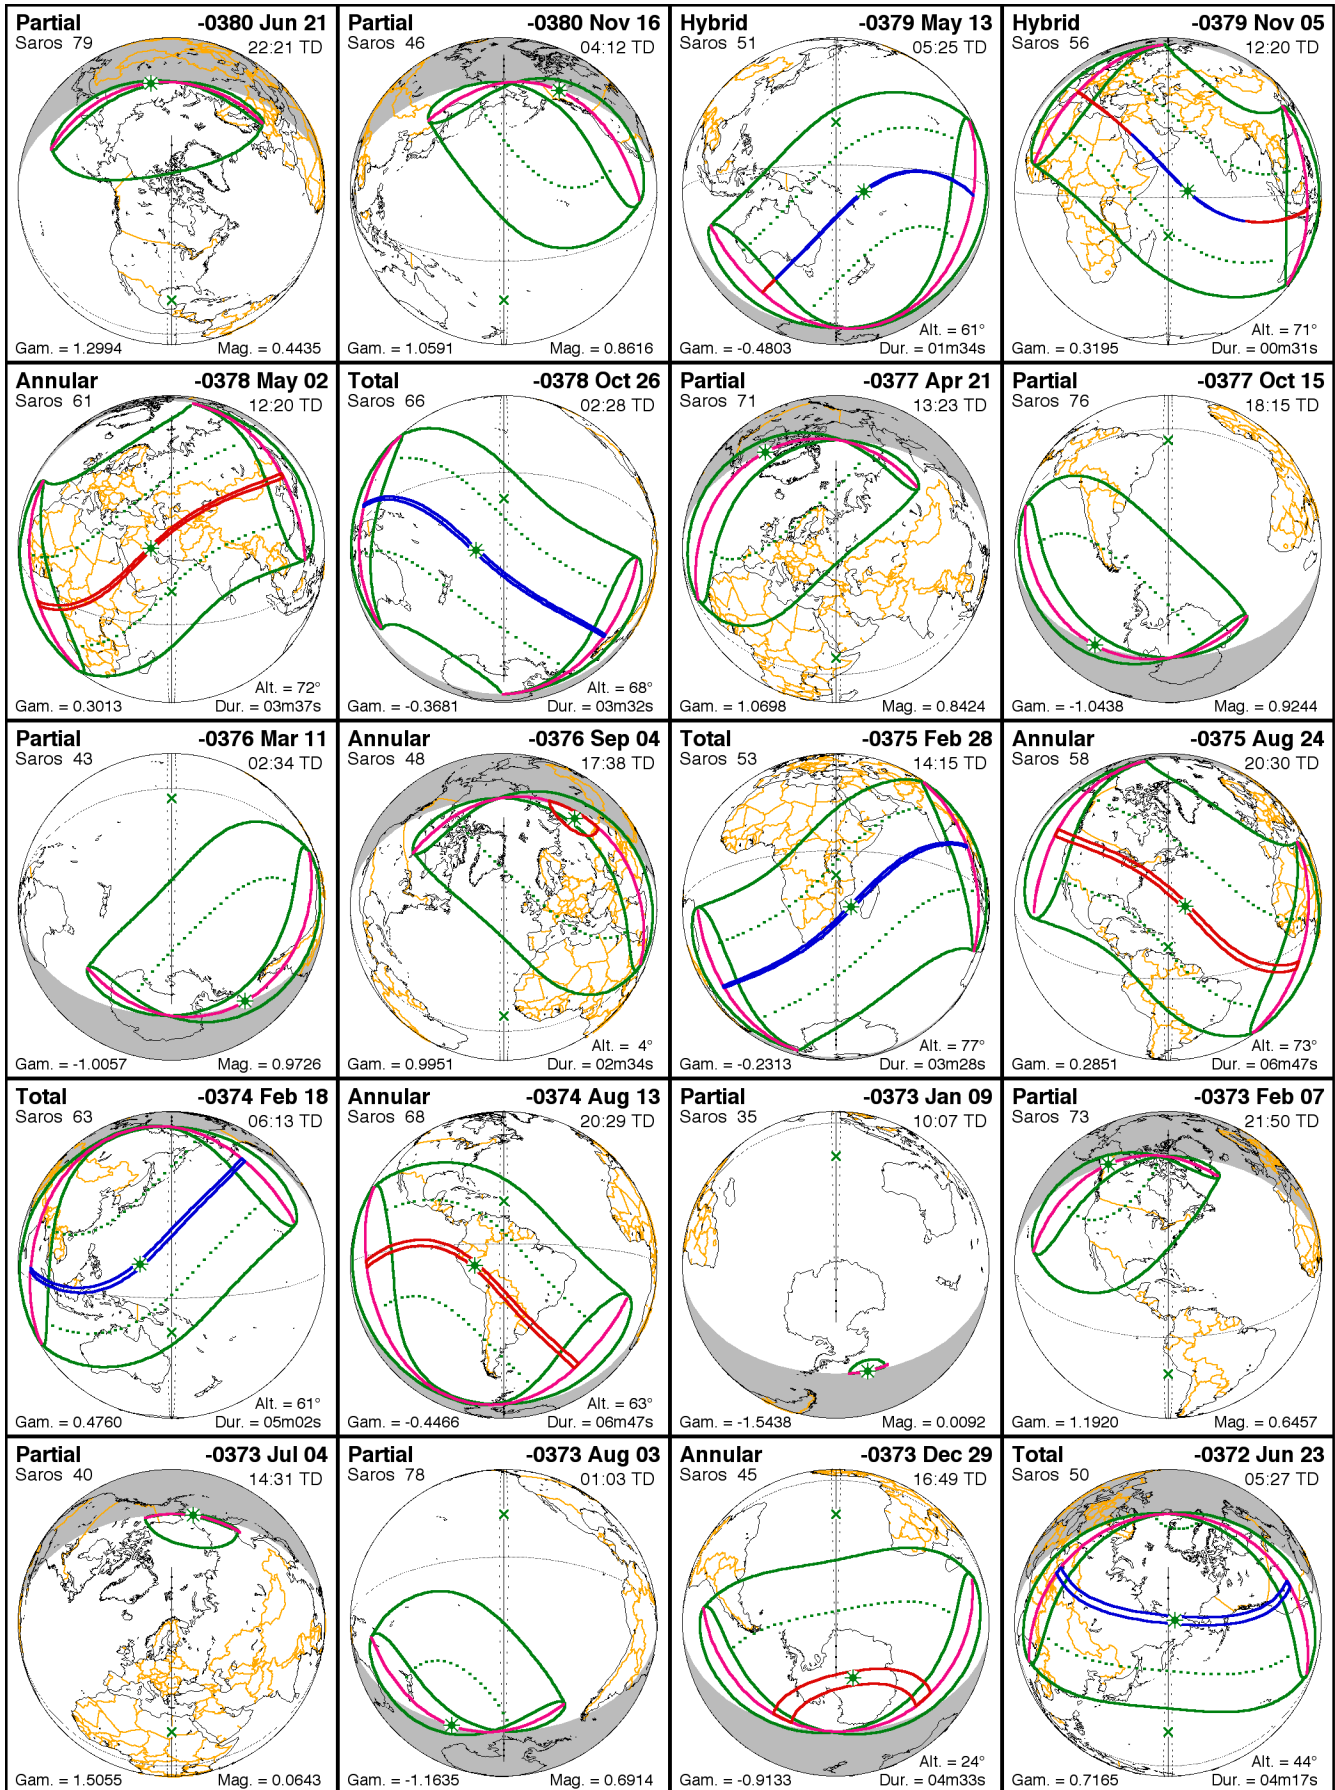 Partial -0380 Jun 21
Saros 79 22:21 TD
Gam. = 1.2994 Mag. = 0.4435
Partial -0380 Nov 16
Saros 46 04:12 TD
Gam. = 1.0591 Mag. = 0.8616
Hybrid -0379 May 13
Saros 51 05:25 TD
Alt. = 61°
Gam. = -0.4803 Dur. = 01m34s
Hybrid -0379 Nov 05
Saros 56 12:20 TD
Alt. = 71°
Gam. = 0.3195 Dur. = 00m31s
Annular -0378 May 02
Saros 61 12:20 TD
Alt. = 72°
Gam. = 0.3013 Dur. = 03m37s
Total -0378 Oct 26
Saros 66 02:28 TD
Alt. = 68°
Gam. = -0.3681 Dur. = 03m32s
Partial -0377 Apr 21
Saros 71 13:23 TD
Gam. = 1.0698 Mag. = 0.8424
Partial -0377 Oct 15
Saros 76 18:15 TD
Gam. = -1.0438 Mag. = 0.9244
Partial -0376 Mar 11
Saros 43 02:34 TD
Gam. = -1.0057 Mag. = 0.9726
Annular -0376 Sep 04
Saros 48 17:38 TD
Alt. = 4°
Gam. = 0.9951 Dur. = 02m34s
Total -0375 Feb 28
Saros 53 14:15 TD
Alt. = 77°
Gam. = -0.2313 Dur. = 03m28s
Annular -0375 Aug 24
Saros 58 20:30 TD
Alt. = 73°
Gam. = 0.2851 Dur. = 06m47s
Total -0374 Feb 18
Saros 63 06:13 TD
Alt. = 61°
Gam. = 0.4760 Dur. = 05m02s
Annular -0374 Aug 13
Saros 68 20:29 TD
Alt. = 63°
Gam. = -0.4466 Dur. = 06m47s
Partial -0373 Jan 09
Saros 35 10:07 TD
Gam. = -1.5438 Mag. = 0.0092
Partial -0373 Feb 07
Saros 73 21:50 TD
Gam. = 1.1920 Mag. = 0.6457
Partial -0373 Jul 04
Saros 40 14:31 TD
Gam. = 1.5055 Mag. = 0.0643
Partial -0373 Aug 03
Saros 78 01:03 TD
Gam. = -1.1635 Mag. = 0.6914
Annular -0373 Dec 29
Saros 45 16:49 TD
Alt. = 24°
Gam. = -0.9133 Dur. = 04m33s
Total -0372 Jun 23
Saros 50 05:27 TD
Alt. = 44°
Gam. = 0.7165 Dur. = 04m17s